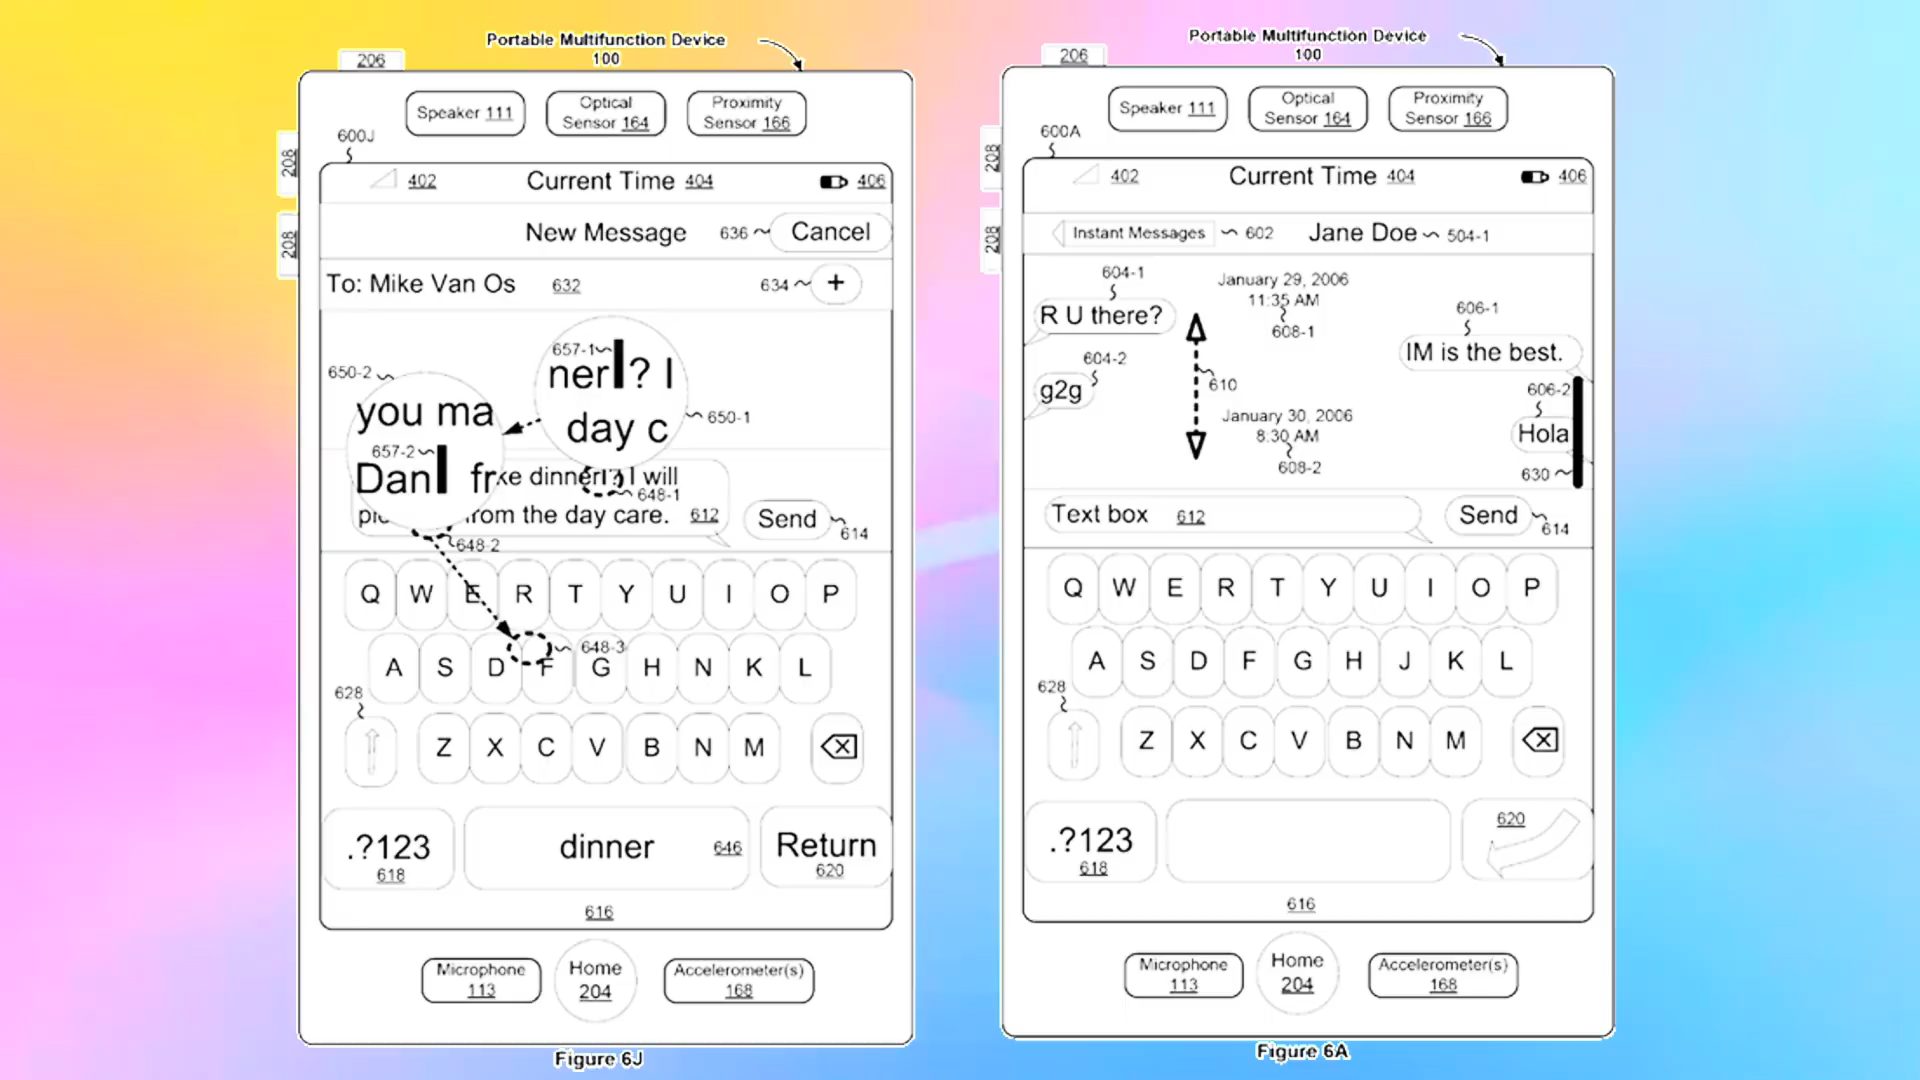 Portable Multifunction Device
100
206
Speaker 111
Optical
Sensor 164
Proximity
Sensor 166
600J
208
208
402
Current Time 404
406
New Message
636
Cancel
To: Mike Van Os
632
634
+
657-1
ner? I
day c
650-1
650-2
you ma
657-2
Dan fr
ke dinner? I will
648-1
rom the day care.
612
Send
614
648-2
Q W E R T Y U I O P
648-3
A S D F G H N K L
628
Z X C V B N M
.?123
618
dinner
646
Return
620
616
Microphone
113
Home
204
Accelerometer(s)
168
Figure 6J
Portable Multifunction Device
100
206
Speaker 111
Optical
Sensor 164
Proximity
Sensor 166
600A
208
208
402
Current Time 404
406
Instant Messages
602
Jane Doe
504-1
604-1
R U there?
January 29, 2006
11:35 AM
608-1
606-1
IM is the best.
604-2
g2g
610
606-2
Hola
January 30, 2006
8:30 AM
608-2
630
Text box
612
Send
614
Q W E R T Y U I O P
A S D F G H J K L
628
Z X C V B N M
.?123
618
620
616
Microphone
113
Home
204
Accelerometer(s)
168
Figure 6A